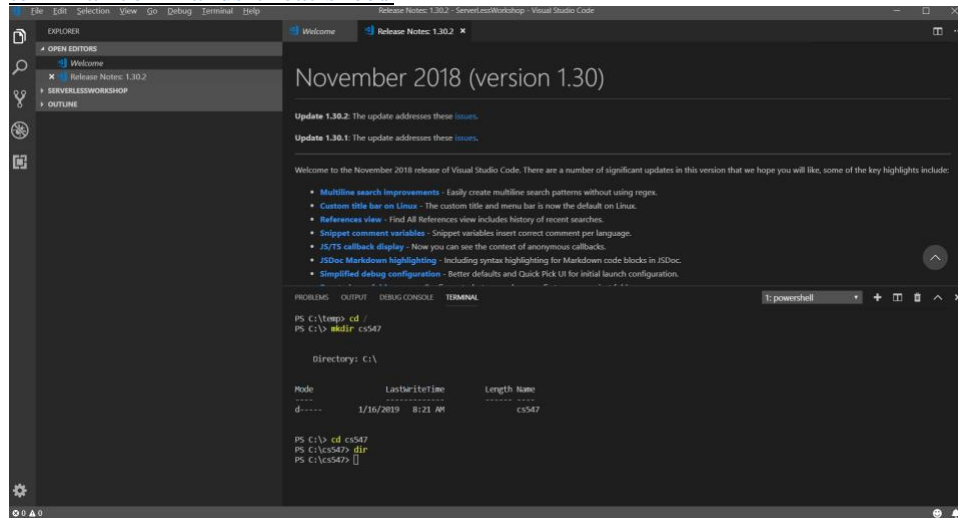 File Edit Selection View Go Debug Terminal Help
Release Notes: 1.30.2 - ServerLessWorkshop - Visual Studio Code
EXPLORER
OPEN EDITORS
Welcome
Release Notes: 1.30.2
SERVERLESSWORKSHOP
OUTLINE
Welcome
Release Notes: 1.30.2
November 2018 (version 1.30)
Update 1.30.2: The update addresses these issues.
Update 1.30.1: The update addresses these issues.
Welcome to the November 2018 release of Visual Studio Code. There are a number of significant updates in this version that we hope you will like, some of the key highlights include:
Multiline search improvements - Easily create multiline search patterns without using regex.
Custom title bar on Linux - The custom title and menu bar is now the default on Linux.
References view - Find All References view includes history of recent searches.
Snippet comment variables - Snippet variables insert correct comment per language.
JS/TS callback display - Now you can see the context of anonymous callbacks.
JSDoc Markdown highlighting - Including syntax highlighting for Markdown code blocks in JSDoc.
Simplified debug configuration - Better defaults and Quick Pick UI for initial launch configuration.
PROBLEMS OUTPUT DEBUG CONSOLE TERMINAL
1: powershell
PS C:\temp> cd /
PS C:\> mkdir cs547
Directory: C:\
Mode LastWriteTime Length Name
---- ------------- ------ ----
d----- 1/16/2019 8:21 AM cs547
PS C:\> cd cs547
PS C:\cs547> dir
PS C:\cs547>
0 0